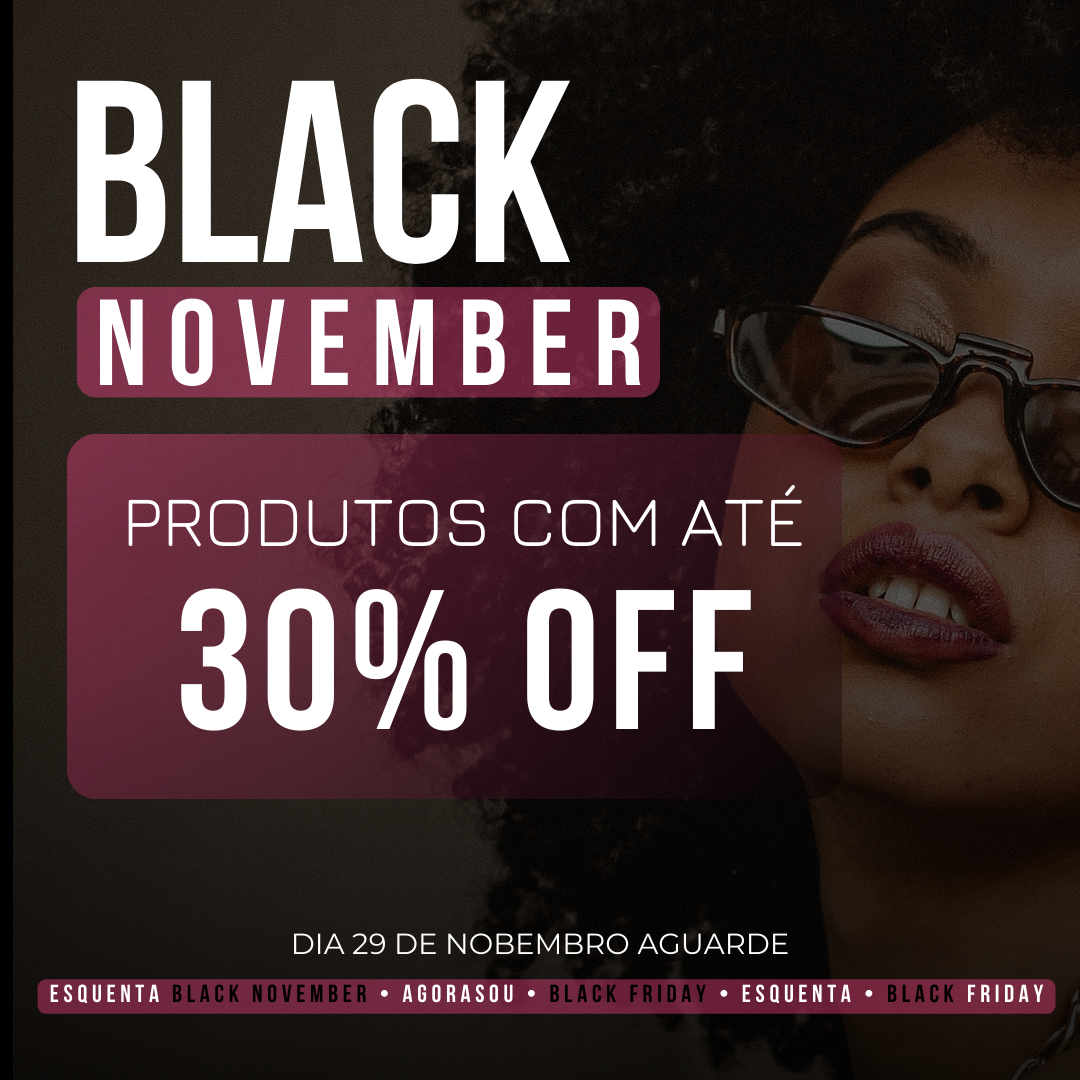 BLACK
NOVEMBER
PRODUTOS COM ATÉ
30% OFF
DIA 29 DE NOBEMBRO AGUARDE
ESQUENTA BLACK NOVEMBER • AGORASOU • BLACK FRIDAY • ESQUENTA • BLACK FRIDAY